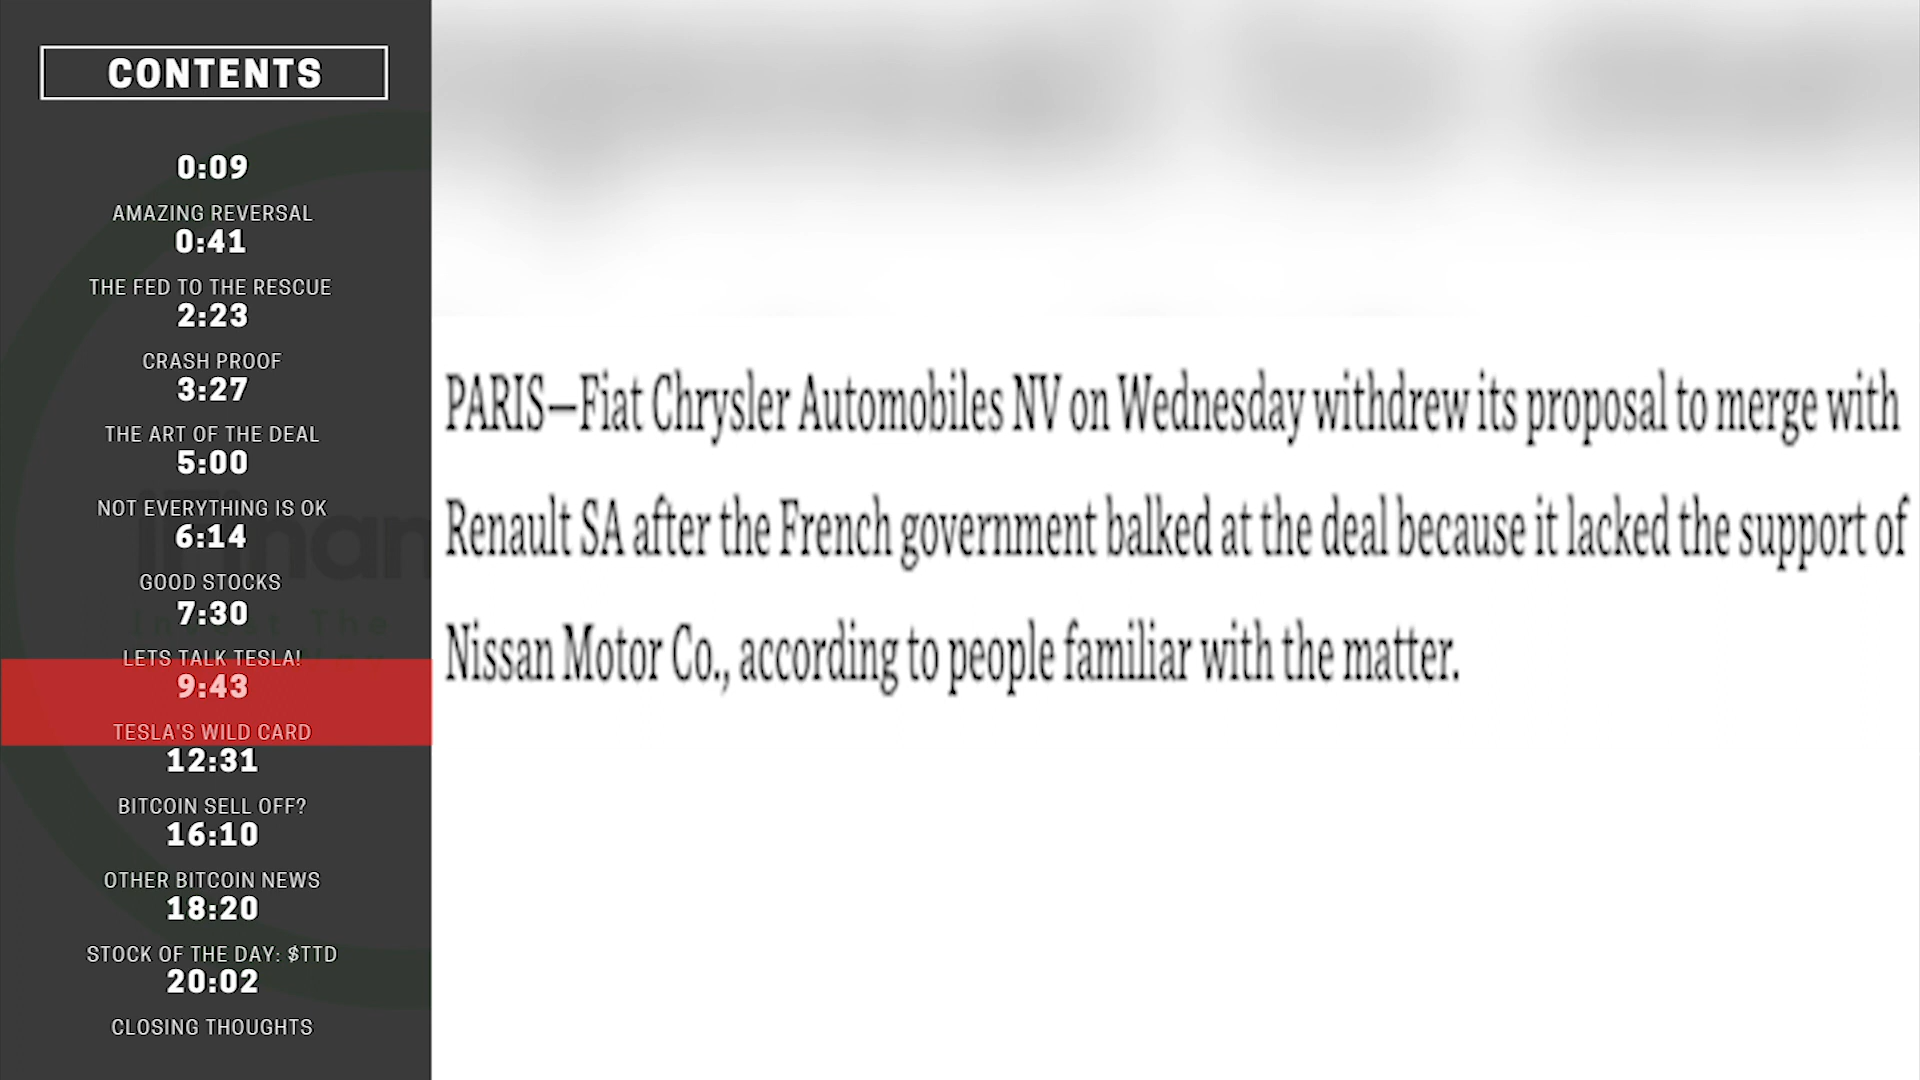 CONTENTS
0:09
AMAZING REVERSAL
0:41
THE FED TO THE RESCUE
2:23
CRASH PROOF
3:27
THE ART OF THE DEAL
5:00
NOT EVERYTHING IS OK
6:14
GOOD STOCKS
7:30
LETS TALK TESLA!
9:43
TESLA'S WILD CARD
12:31
BITCOIN SELL OFF?
16:10
OTHER BITCOIN NEWS
18:20
STOCK OF THE DAY: $TTD
20:02
CLOSING THOUGHTS
PARIS—Fiat Chrysler Automobiles NV on Wednesday withdrew its proposal to merge with
Renault SA after the French government balked at the deal because it lacked the support of
Nissan Motor Co., according to people familiar with the matter.